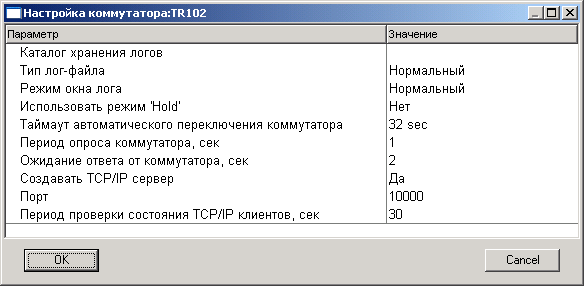 Настройка коммутатора:TR102
Параметр Значение
Каталог хранения логов
Тип лог-файла Нормальный
Режим окна лога Нормальный
Использовать режим 'Hold' Нет
Таймаут автоматического переключения коммутатора 32 sec
Период опроса коммутатора, сек 1
Ожидание ответа от коммутатора, сек 2
Создавать TCP/IP сервер Да
Порт 10000
Период проверки состояния TCP/IP клиентов, сек 30
OK Cancel